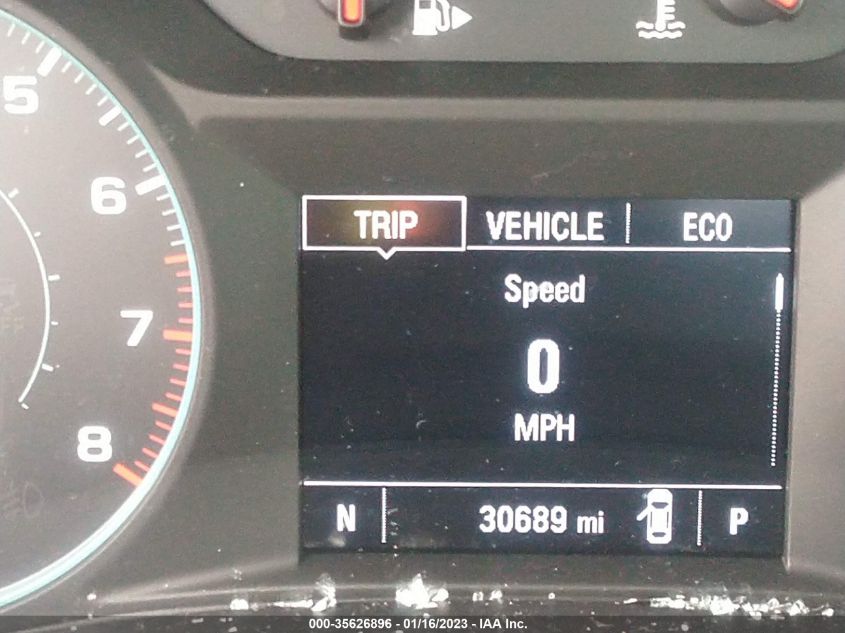 5
6
7
8
TRIP VEHICLE ECO
Speed
0
MPH
N 30689 mi P
000-35626896 - 01/16/2023 - IAA Inc.